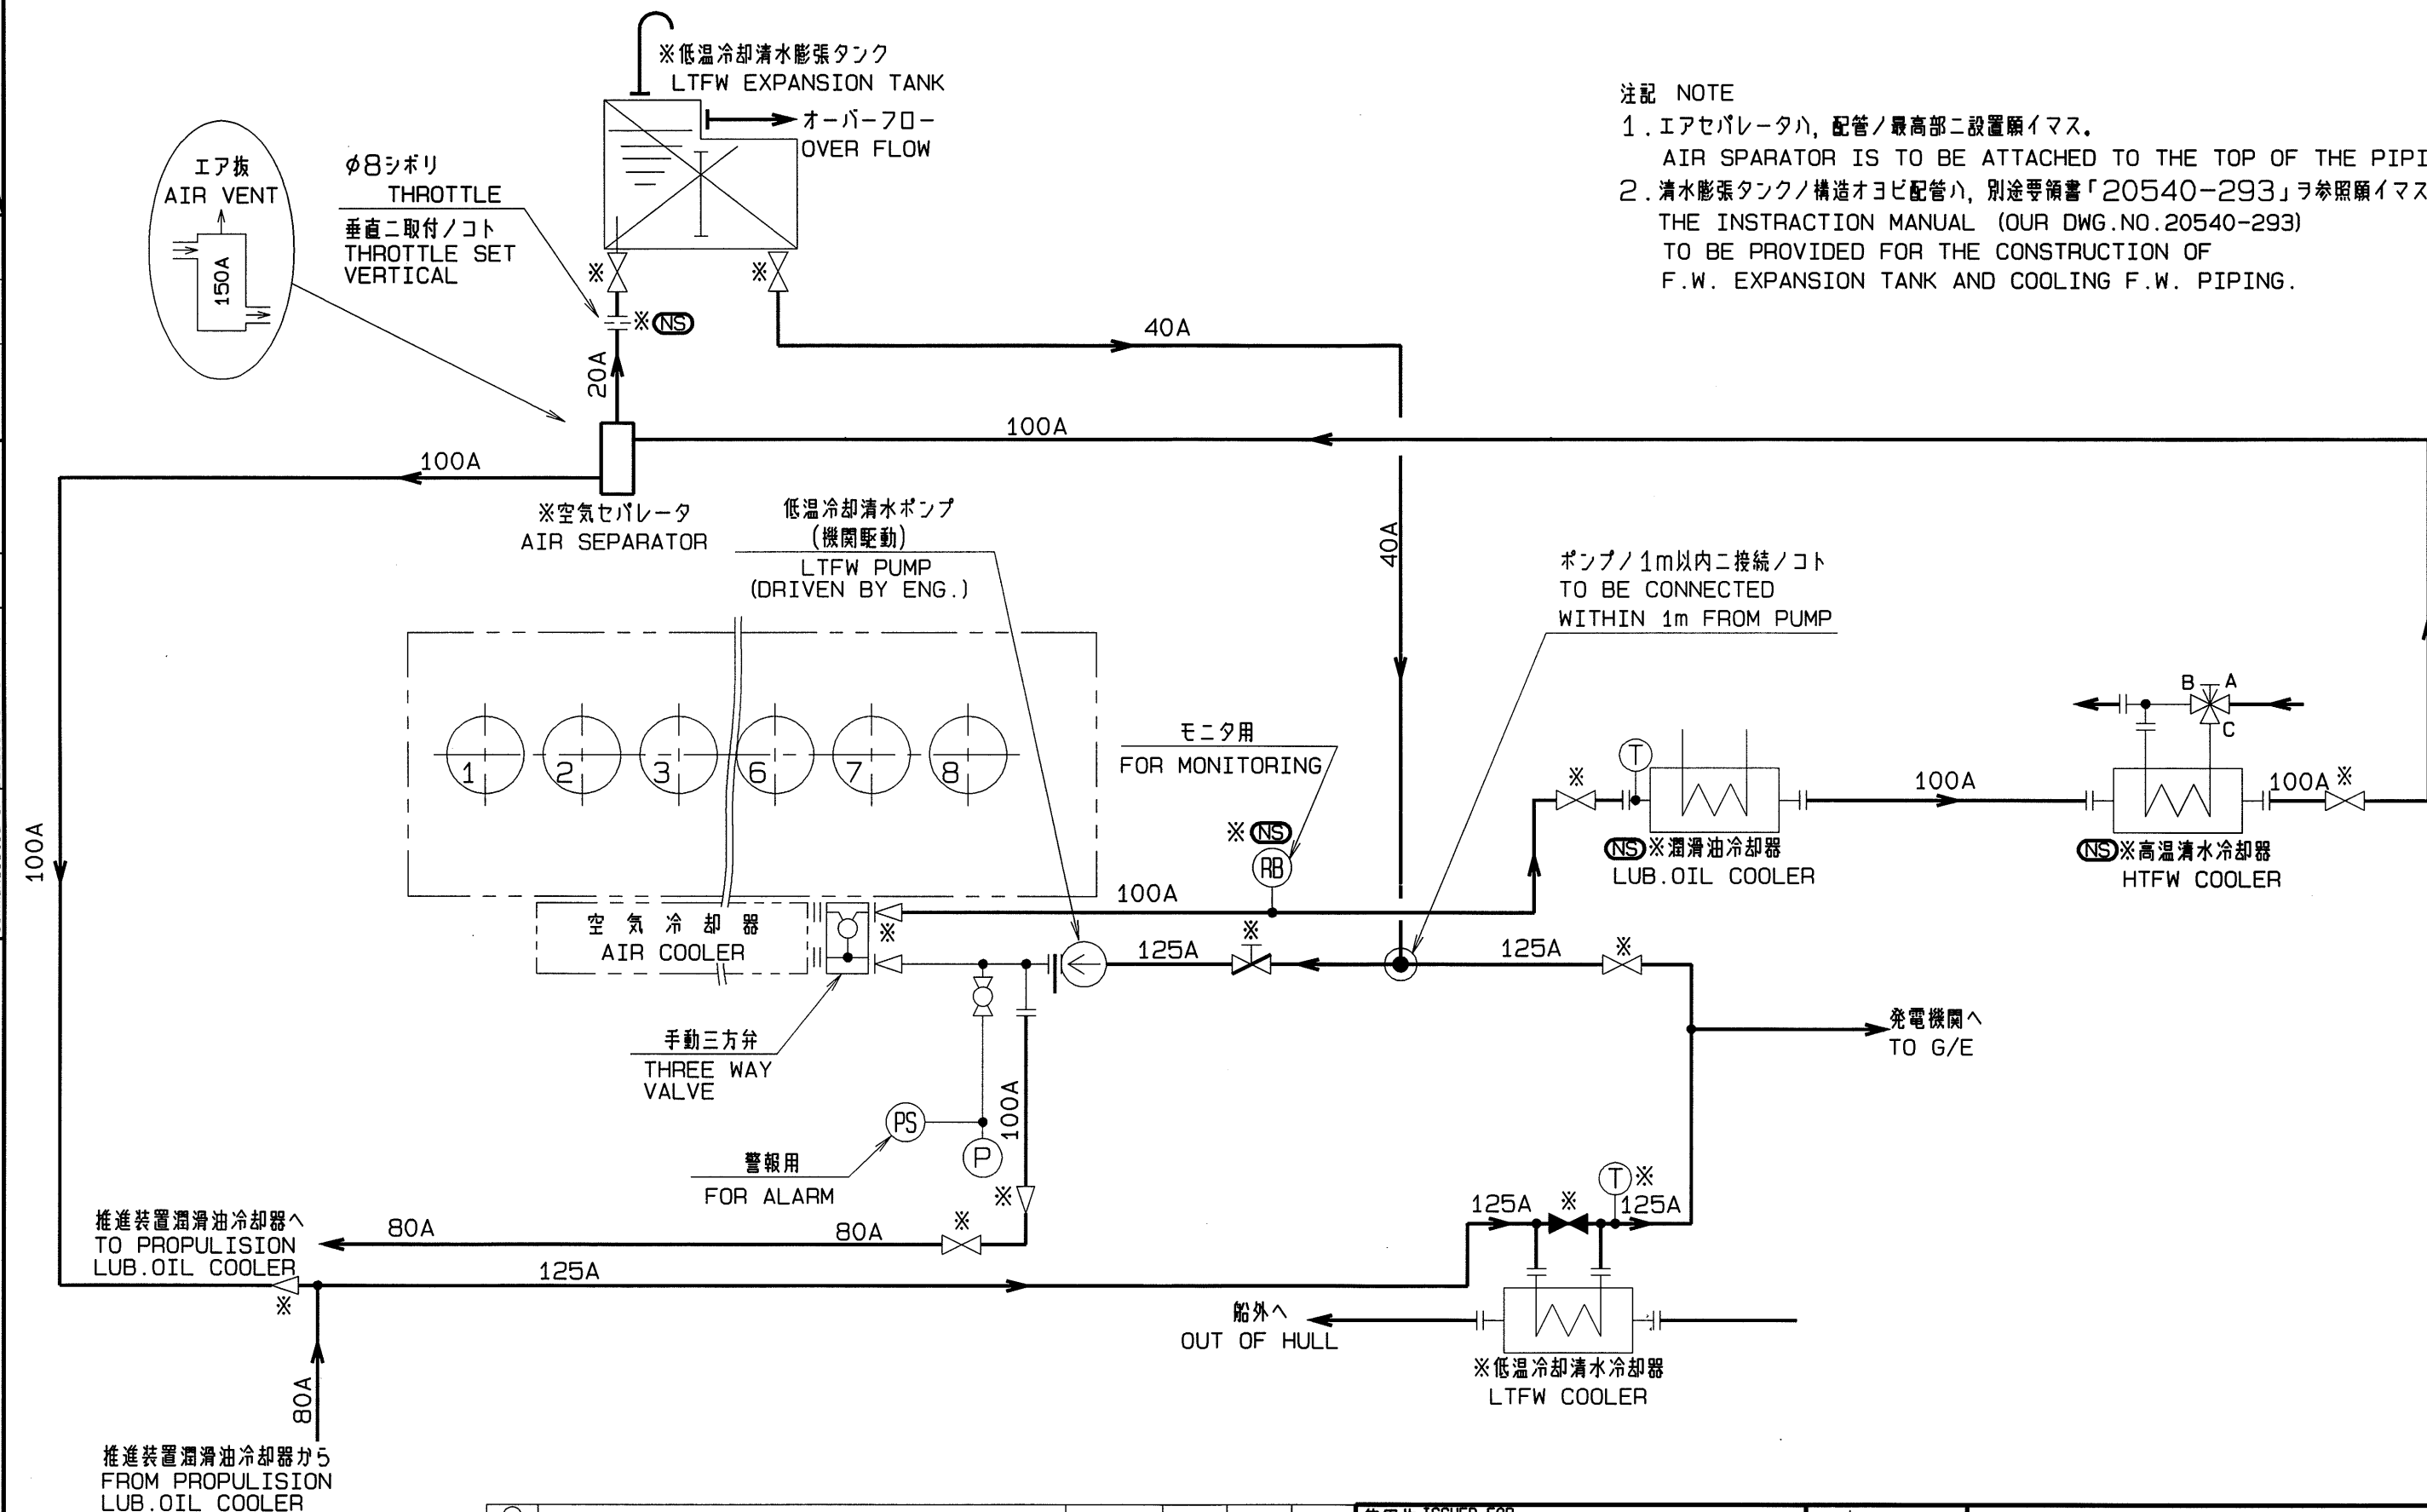 ※低温冷却清水膨張タンク
LTFW EXPANSION TANK
オーバーフロー
OVER FLOW
エア抜
AIR VENT
150A
φ8シボリ
THROTTLE
垂直ニ取付ノコト
THROTTLE SET
VERTICAL
※
※
※ NS
20A
40A
注記 NOTE
1. エアセパレータハ, 配管ノ最高部ニ設置願イマス。
AIR SPARATOR IS TO BE ATTACHED TO THE TOP OF THE
2. 清水膨張タンクノ構造オヨビ配管ハ, 別途要領書「20540-293」ヲ参照願イマス
THE INSTRACTION MANUAL (OUR DWG.NO.20540-293)
TO BE PROVIDED FOR THE CONSTRUCTION OF
F.W. EXPANSION TANK AND COOLING F.W. PIPING.
100A
100A
※空気セパレータ
AIR SEPARATOR
低温冷却清水ポンプ
(機関駆動)
LTFW PUMP
(DRIVEN BY ENG.)
40A
ポンプノ1m以内ニ接続ノコト
TO BE CONNECTED
WITHIN 1m FROM PUMP
1 2 3 6 7 8
モニタ用
FOR MONITORING
※ NS
RB
B A
C
※
T
100A
100A ※
NS ※潤滑油冷却器
LUB.OIL COOLER
NS ※高温清水冷却器
HTFW COOLER
100A
100A
空気冷却器
AIR COOLER
※
125A
※
125A
※
手動三方弁
THREE WAY
VALVE
発電機関へ
TO G/E
100A
PS
P
警報用
FOR ALARM
※
※
80A
80A
推進装置潤滑油冷却器へ
TO PROPULISION
LUB.OIL COOLER
※
125A
125A
※
T ※
125A
船外へ
OUT OF HULL
※低温冷却清水冷却器
LTFW COOLER
80A
推進装置潤滑油冷却器から
FROM PROPULISION
LUB.OIL COOLER